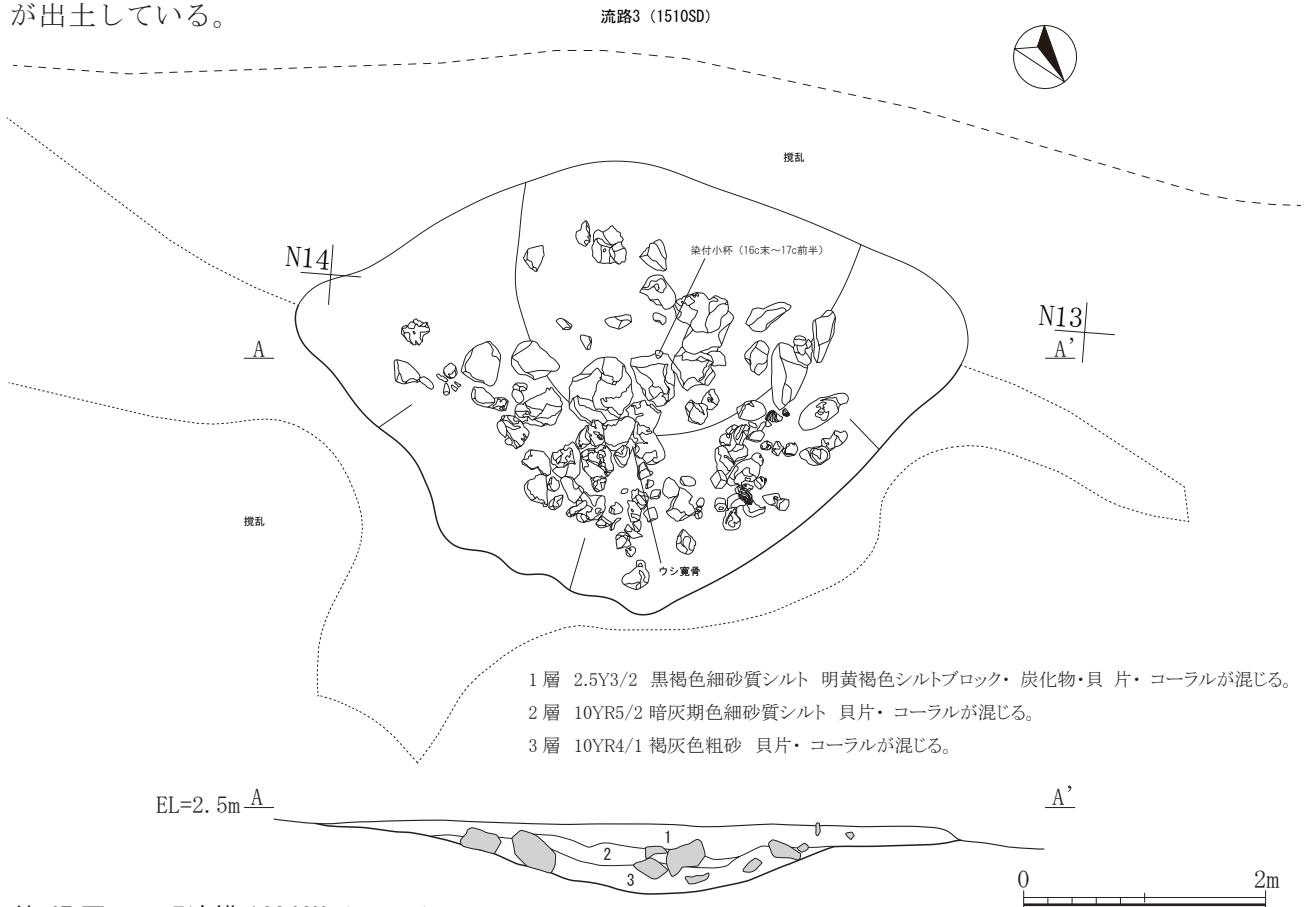 が出土している。
流路3（1510SD）
攪乱
染付小杯（16c末～17c前半）
N14
N13
A
A'
攪乱
ウシ寛骨
1層 2.5Y3/2 黒褐色細砂質シルト 明黄褐色シルトブロック・ 炭化物・貝 片・ コーラルが混じる。
2層 10YR5/2 暗灰期色細砂質シルト 貝片・ コーラルが混じる。
3層 10YR4/1 褐灰色粗砂 貝片・ コーラルが混じる。
EL=2.5m A
A'
1
2
3
0
2m